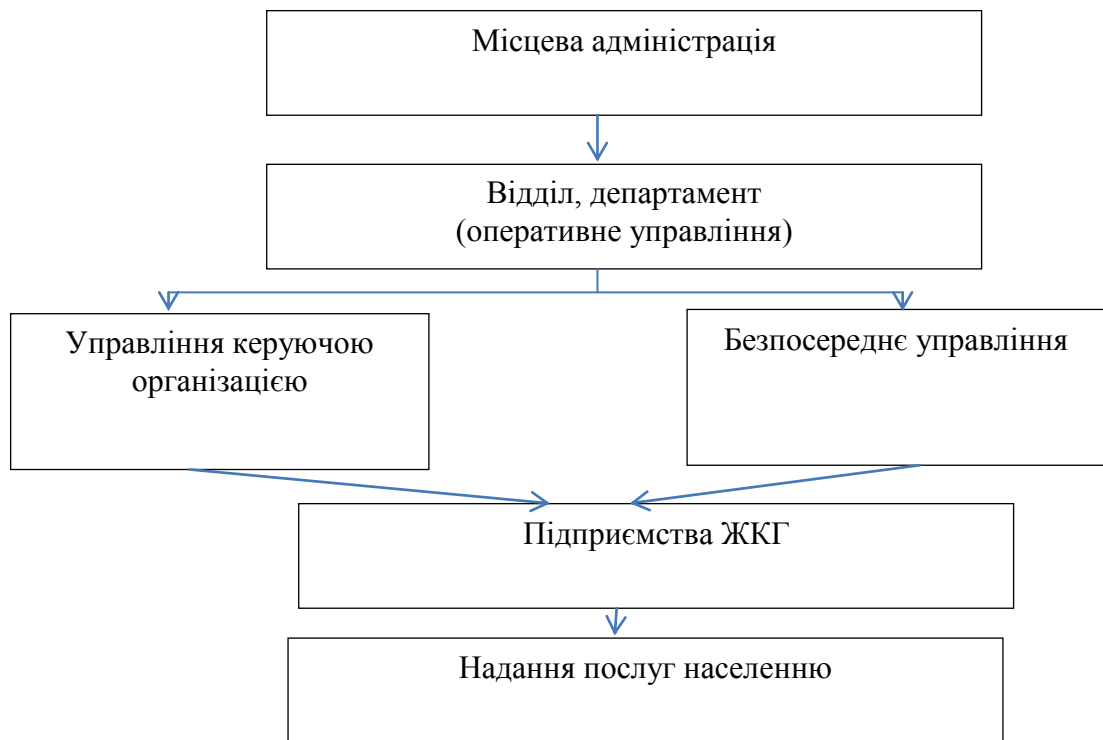 Місцева адміністрація
Відділ, департамент
(оперативне управління)
Управління керуючою
організацією
Безпосереднє управління
Підприємства ЖКГ
Надання послуг населенню